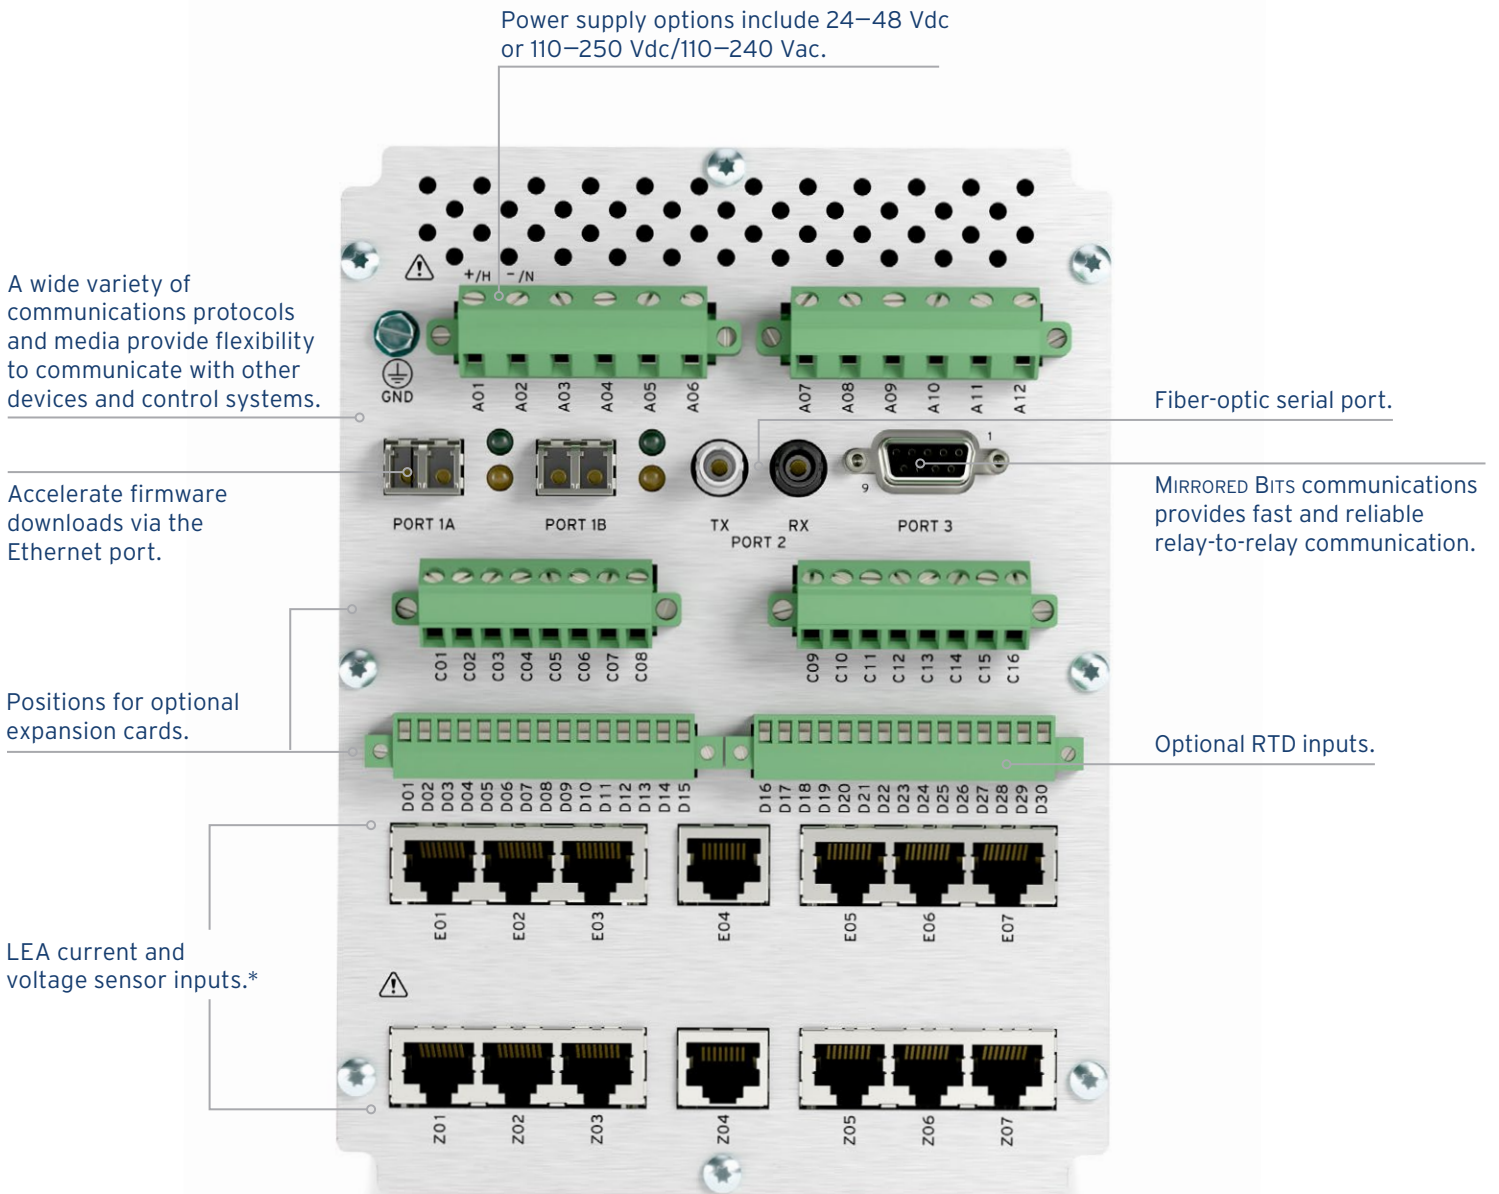 Power supply options include 24–48 Vdc
or 110–250 Vdc/110–240 Vac.
+/H
-/N
A wide variety of
communications protocols
and media provide flexibility
to communicate with other
devices and control systems.
GND
A01
A02
A03
A04
A05
A06
A07
A08
A09
A10
A11
A12
Fiber-optic serial port.
1
9
Accelerate firmware
downloads via the
Ethernet port.
PORT 1A
PORT 1B
TX
RX
PORT 2
PORT 3
MIRRORED BITS communications
provides fast and reliable
relay-to-relay communication.
C01
C02
C03
C04
C05
C06
C07
C08
C09
C10
C11
C12
C13
C14
C15
C16
Positions for optional
expansion cards.
Optional RTD inputs.
D01
D02
D03
D04
D05
D06
D07
D08
D09
D10
D11
D12
D13
D14
D15
D16
D17
D18
D19
D20
D21
D22
D23
D24
D25
D26
D27
D28
D29
D30
E01
E02
E03
E04
E05
E06
E07
LEA current and
voltage sensor inputs.*
Z01
Z02
Z03
Z04
Z05
Z06
Z07